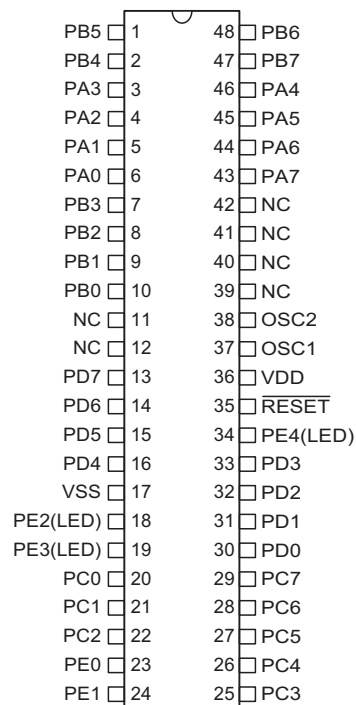 PB5 1 48 PB6
PB4 2 47 PB7
PA3 3 46 PA4
PA2 4 45 PA5
PA1 5 44 PA6
PA0 6 43 PA7
PB3 7 42 NC
PB2 8 41 NC
PB1 9 40 NC
PB0 10 39 NC
NC 11 38 OSC2
NC 12 37 OSC1
PD7 13 36 VDD
PD6 14 35 RESET
PD5 15 34 PE4(LED)
PD4 16 33 PD3
VSS 17 32 PD2
PE2(LED) 18 31 PD1
PE3(LED) 19 30 PD0
PC0 20 29 PC7
PC1 21 28 PC6
PC2 22 27 PC5
PE0 23 26 PC4
PE1 24 25 PC3